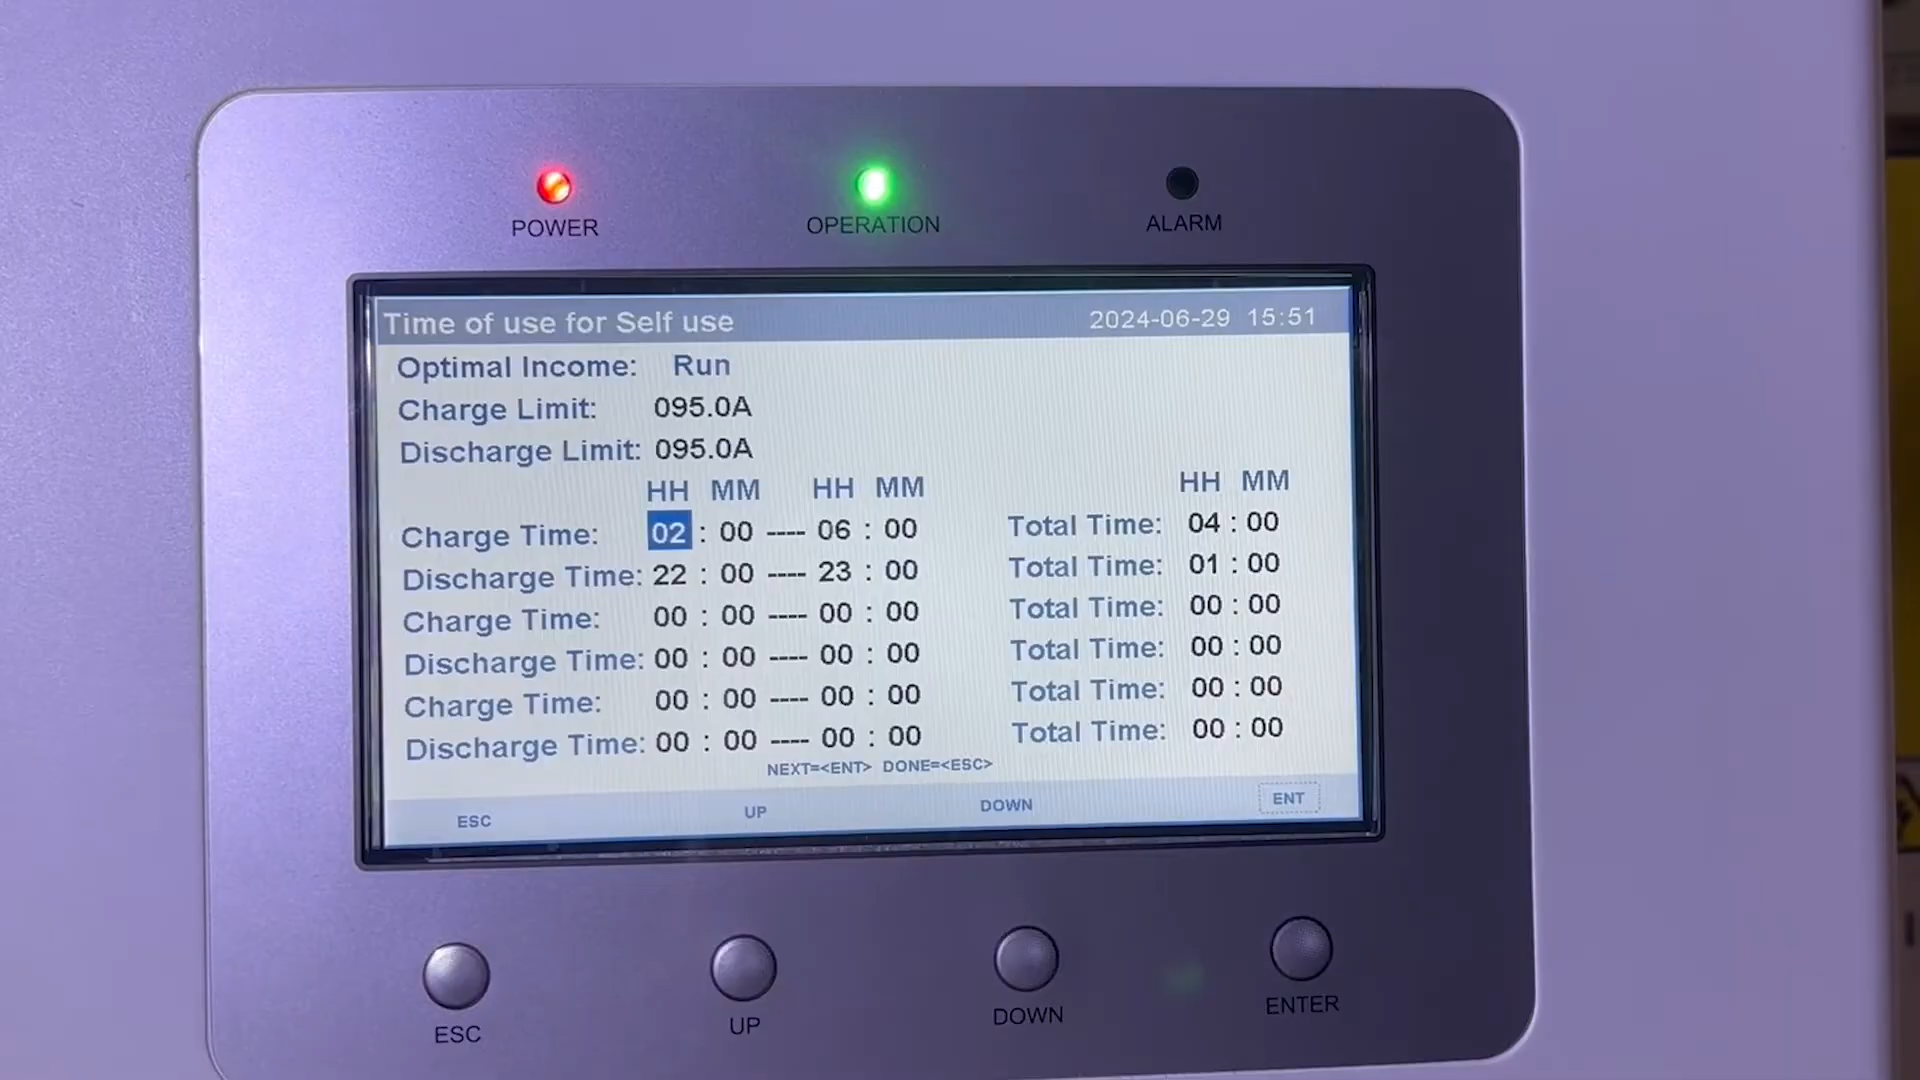 POWER OPERATION ALARM
Time of use for Self use 2024-06-29 15:51
Optimal Income: Run
Charge Limit: 095.0A
Discharge Limit: 095.0A
HH MM HH MM HH MM
Charge Time: 02 : 00 ---- 06 : 00 Total Time: 04 : 00
Discharge Time: 22 : 00 ---- 23 : 00 Total Time: 01 : 00
Charge Time: 00 : 00 ---- 00 : 00 Total Time: 00 : 00
Discharge Time: 00 : 00 ---- 00 : 00 Total Time: 00 : 00
Charge Time: 00 : 00 ---- 00 : 00 Total Time: 00 : 00
Discharge Time: 00 : 00 ---- 00 : 00 Total Time: 00 : 00
NEXT=<ENT> DONE=<ESC>
ESC UP DOWN ENT
ESC UP DOWN ENTER